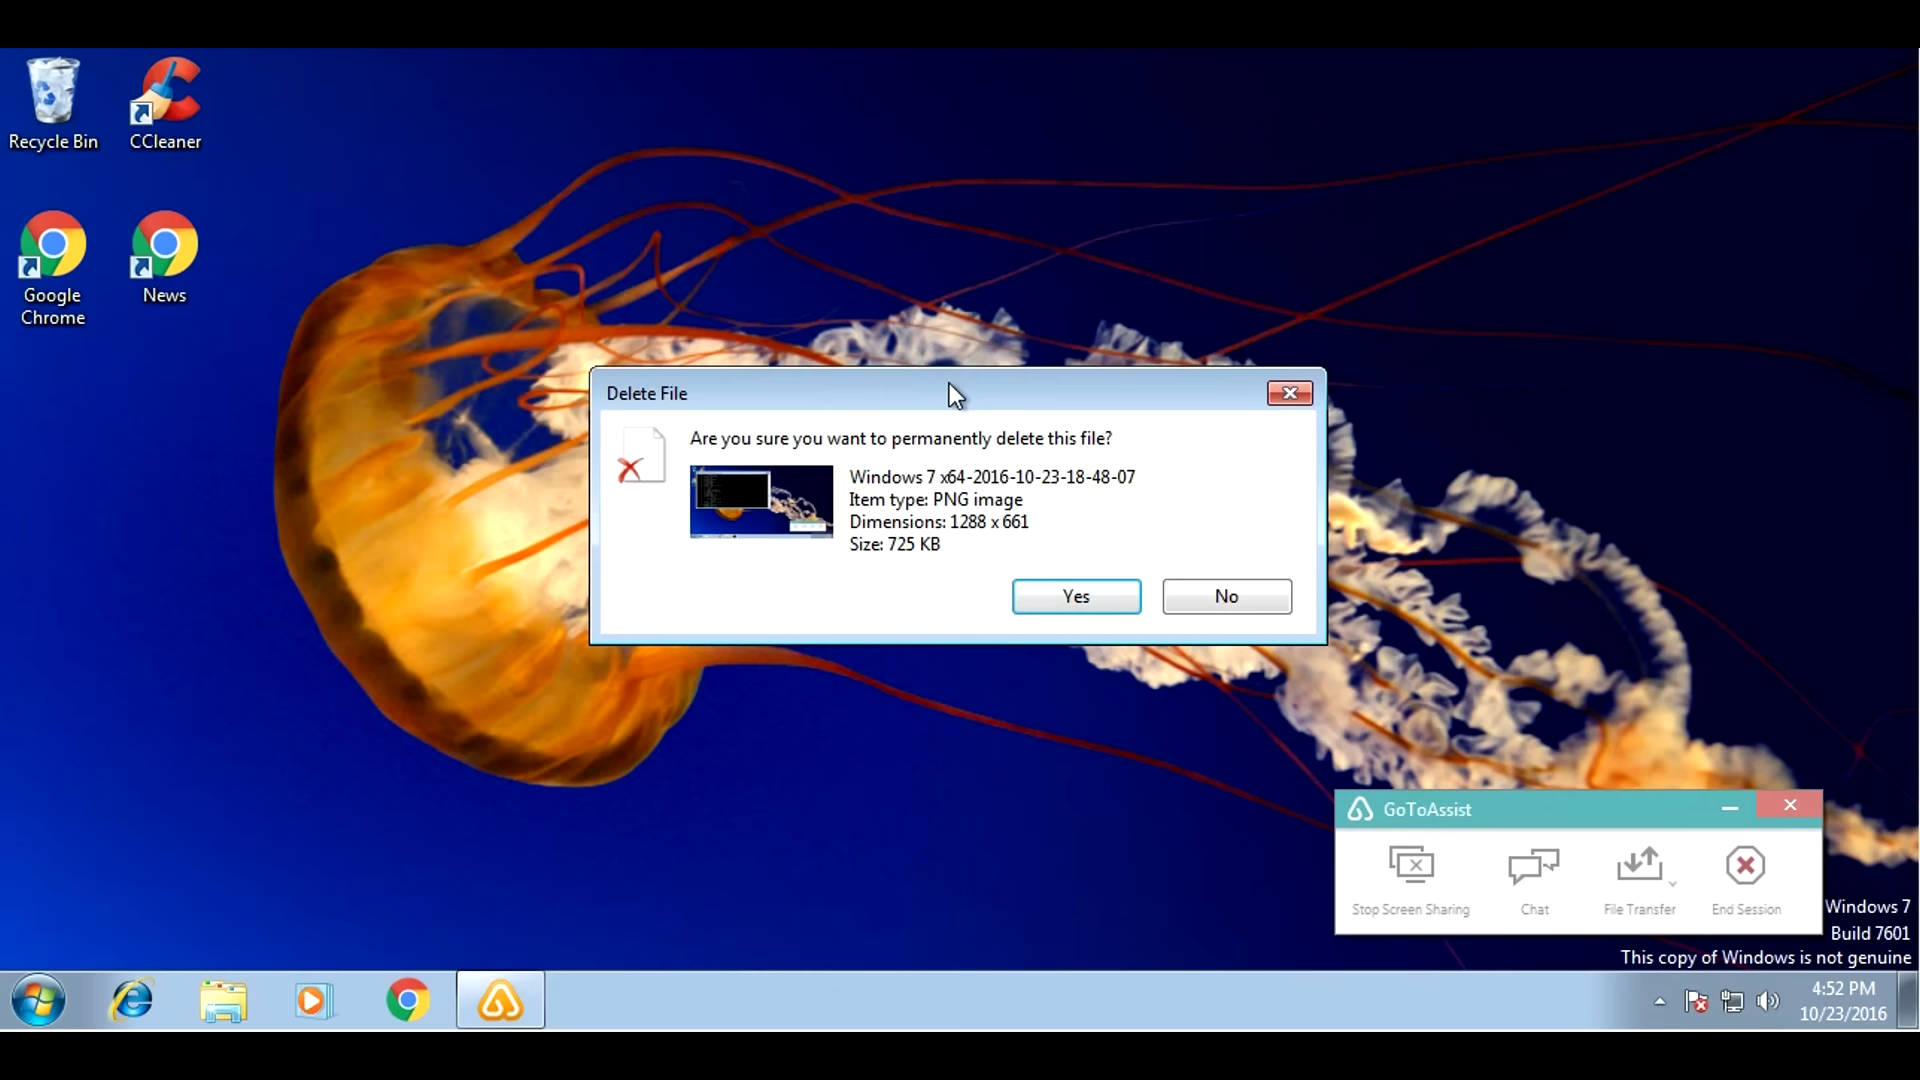 Recycle Bin
CCleaner
Google
Chrome
News
Delete File
Are you sure you want to permanently delete this file?
Windows 7 x64-2016-10-23-18-48-07
Item type: PNG image
Dimensions: 1288 x 661
Size: 725 KB
Yes
No
GoToAssist
Stop Screen Sharing
Chat
File Transfer
End Session
Windows 7
Build 7601
This copy of Windows is not genuine
4:52 PM
10/23/2016